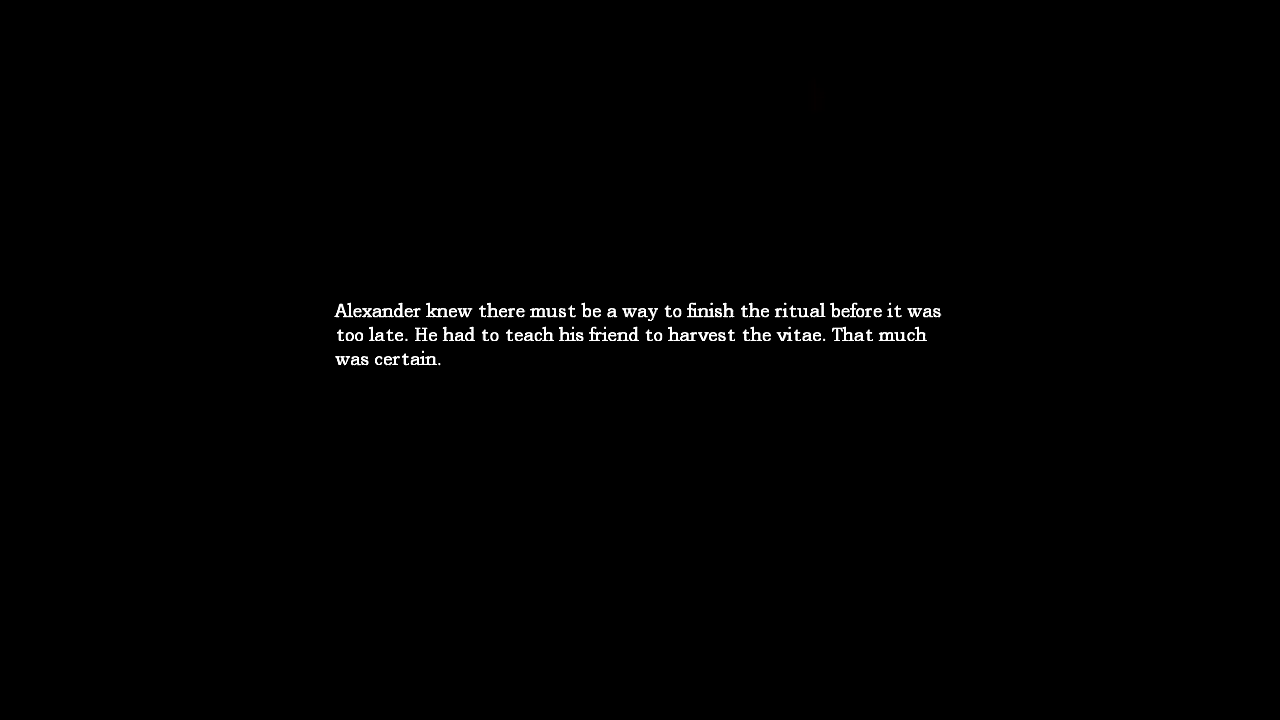 Alexander knew there must be a way to finish the ritual before it was
too late. He had to teach his friend to harvest the vitae. That much
was certain.